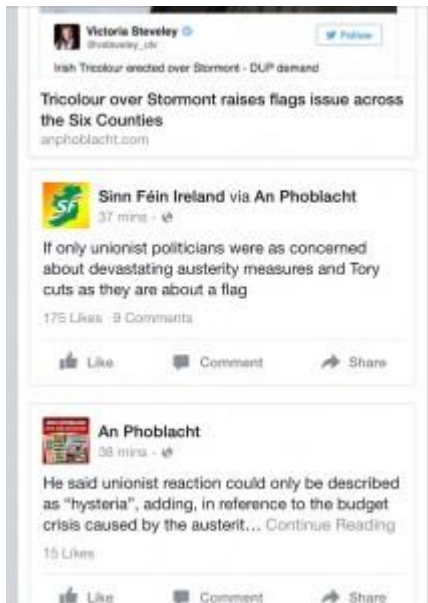 Victoria Steveley
Follow
Irish Tricolour erected over Stormont - DUP demand
Tricolour over Stormont raises flags issue across
the Six Counties
anphoblacht.com
SF
Sinn Féin Ireland via An Phoblacht
37 mins ·
If only unionist politicians were as concerned
about devastating austerity measures and Tory
cuts as they are about a flag
175 Likes · 9 Comments
Like Comment Share
An Phoblacht
38 mins ·
He said unionist reaction could only be described
as "hysteria", adding, in reference to the budget
crisis caused by the austerit... Continue Reading
15 Likes
Like Comment Share